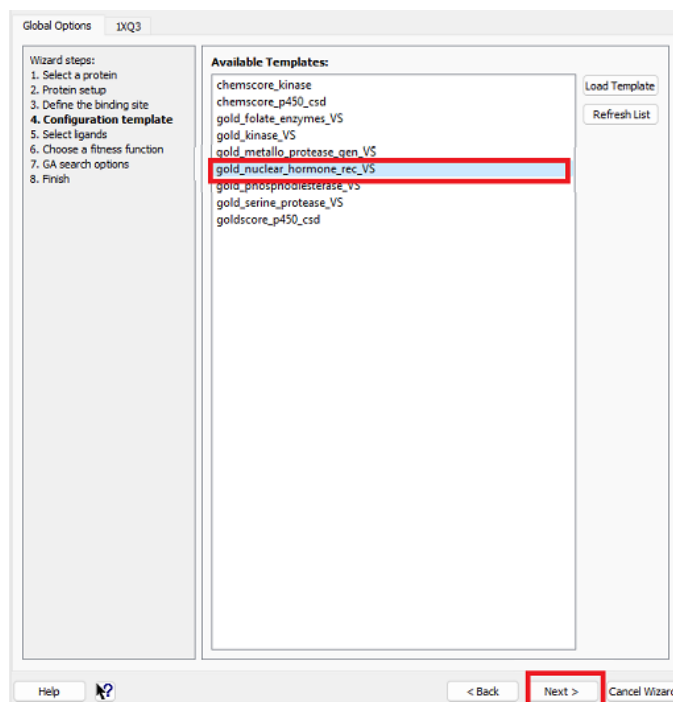 Global Options
1XQ3
Wizard steps:
1. Select a protein
2. Protein setup
3. Define the binding site
4. Configuration template
5. Select ligands
6. Choose a fitness function
7. GA search options
8. Finish
Available Templates:
chemscore_kinase
chemscore_p450_csd
gold_folate_enzymes_VS
gold_kinase_VS
gold_metallo_protease_gen_VS
gold_nuclear_hormone_rec_VS
gold_phosphodiesterase_VS
gold_serine_protease_VS
goldscore_p450_csd
Load Template
Refresh List
Help
?
< Back
Next >
Cancel Wizard